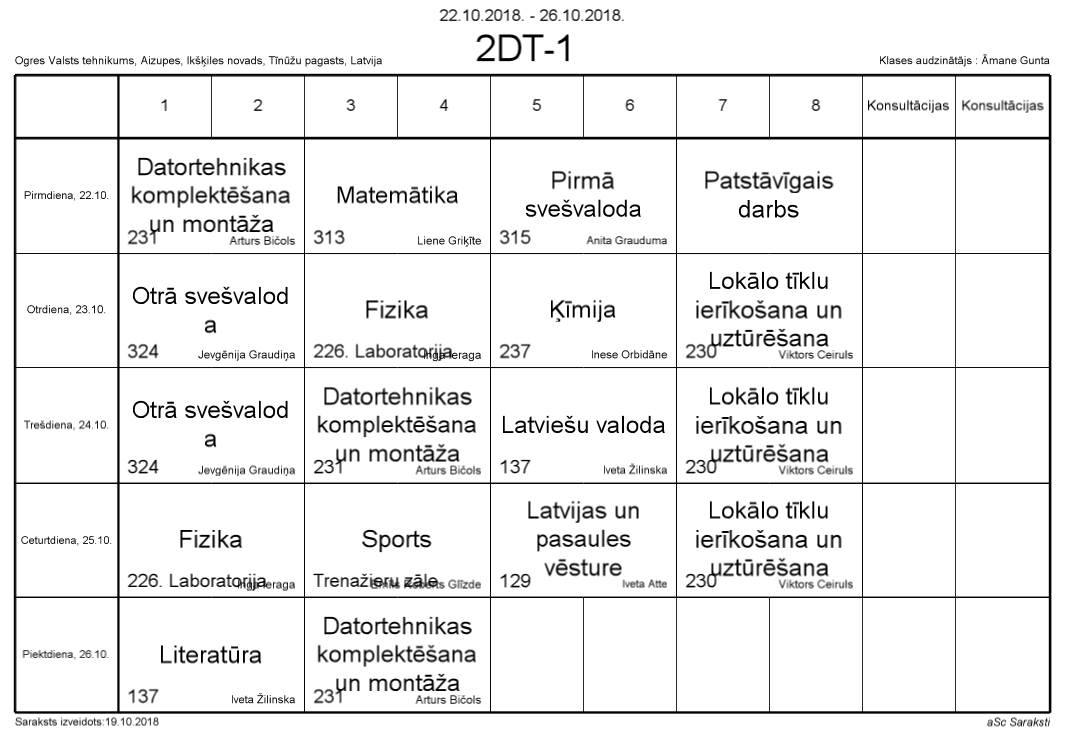 22.10.2018. - 26.10.2018.
2DT-1
Ogres Valsts tehnikums, Aizupes, Ikšķiles novads, Tīnūžu pagasts, Latvija
Klases audzinātājs : Āmane Gunta
1 2 3 4 5 6 7 8 Konsultācijas Konsultācijas
Pirmdiena, 22.10.
Datortehnikas
komplektēšana
un montāža
231 Arturs Bičols
Matemātika
313 Liene Griķīte
Pirmā
svešvaloda
315 Anita Grauduma
Patstāvīgais
darbs
Otrdiena, 23.10.
Otrā svešvalod
a
324 Jevgēnija Graudiņa
Fizika
226. Laboratorija Inga Ieraga
Ķīmija
237 Inese Orbidāne
Lokālo tīklu
ierīkošana un
uztūrēšana
230 Viktors Ceiruls
Trešdiena, 24.10.
Otrā svešvalod
a
324 Jevgēnija Graudiņa
Datortehnikas
komplektēšana
un montāža
231 Arturs Bičols
Latviešu valoda
137 Iveta Žilinska
Lokālo tīklu
ierīkošana un
uztūrēšana
230 Viktors Ceiruls
Ceturtdiena, 25.10.
Fizika
226. Laboratorija Inga Ieraga
Sports
Trenažieru zāle Emīls Roberts Glīzde
Latvijas un
pasaules
vēsture
129 Iveta Atte
Lokālo tīklu
ierīkošana un
uztūrēšana
230 Viktors Ceiruls
Piektdiena, 26.10.
Literatūra
137 Iveta Žilinska
Datortehnikas
komplektēšana
un montāža
231 Arturs Bičols
Saraksts izveidots:19.10.2018
aSc Saraksti